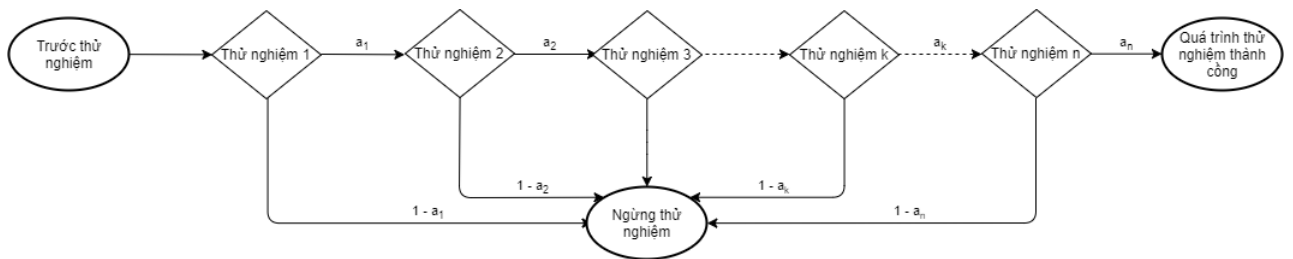 Trước thử
nghiệm
Thử nghiệm 1
a1
Thử nghiệm 2
a2
Thử nghiệm 3
Thử nghiệm k
ak
Thử nghiệm n
an
Quá trình thử
nghiệm thành
công
1 - a1
1 - a2
1 - ak
1 - an
Ngừng thử
nghiệm